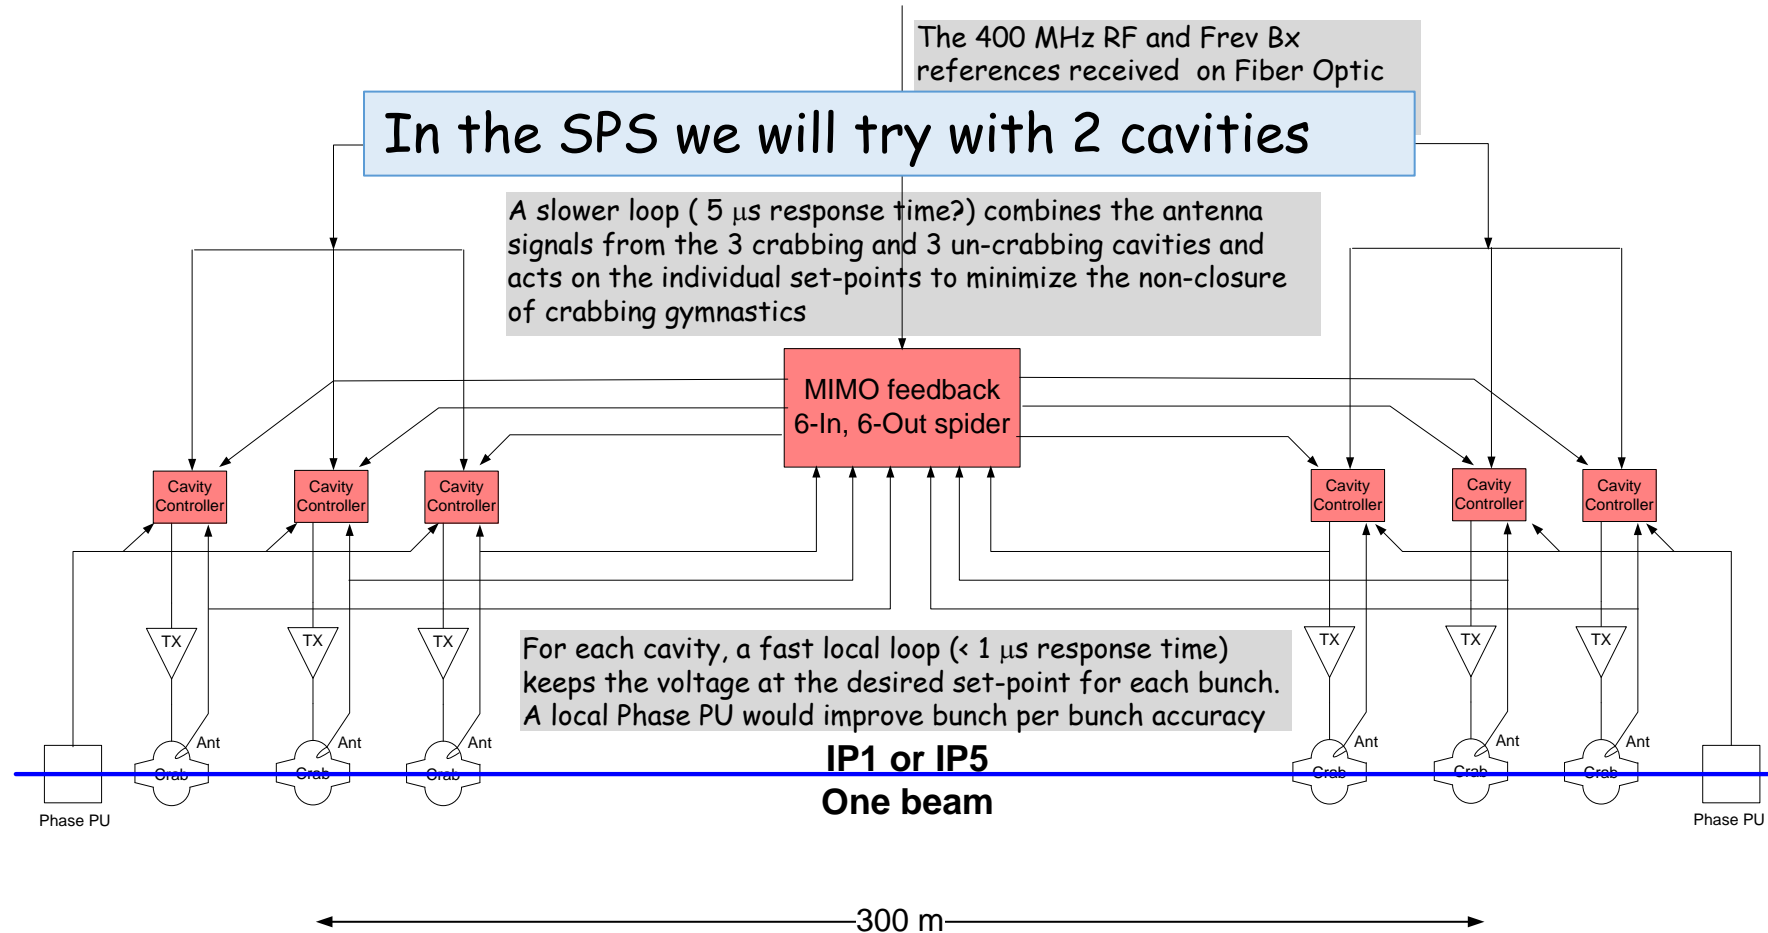 The 400 MHz RF and Frev Bx
references received on Fiber Optic
In the SPS we will try with 2 cavities
A slower loop ( 5 μs response time?) combines the antenna
signals from the 3 crabbing and 3 un-crabbing cavities and
acts on the individual set-points to minimize the non-closure
of crabbing gymnastics
MIMO feedback
6-In, 6-Out spider
Cavity
Controller
Cavity
Controller
Cavity
Controller
Cavity
Controller
Cavity
Controller
Cavity
Controller
TX
TX
TX
TX
TX
TX
For each cavity, a fast local loop (< 1 μs response time)
keeps the voltage at the desired set-point for each bunch.
A local Phase PU would improve bunch per bunch accuracy
Ant
Ant
Ant
Ant
Ant
Ant
Crab
Crab
Crab
Crab
Crab
Crab
IP1 or IP5
One beam
Phase PU
Phase PU
300 m